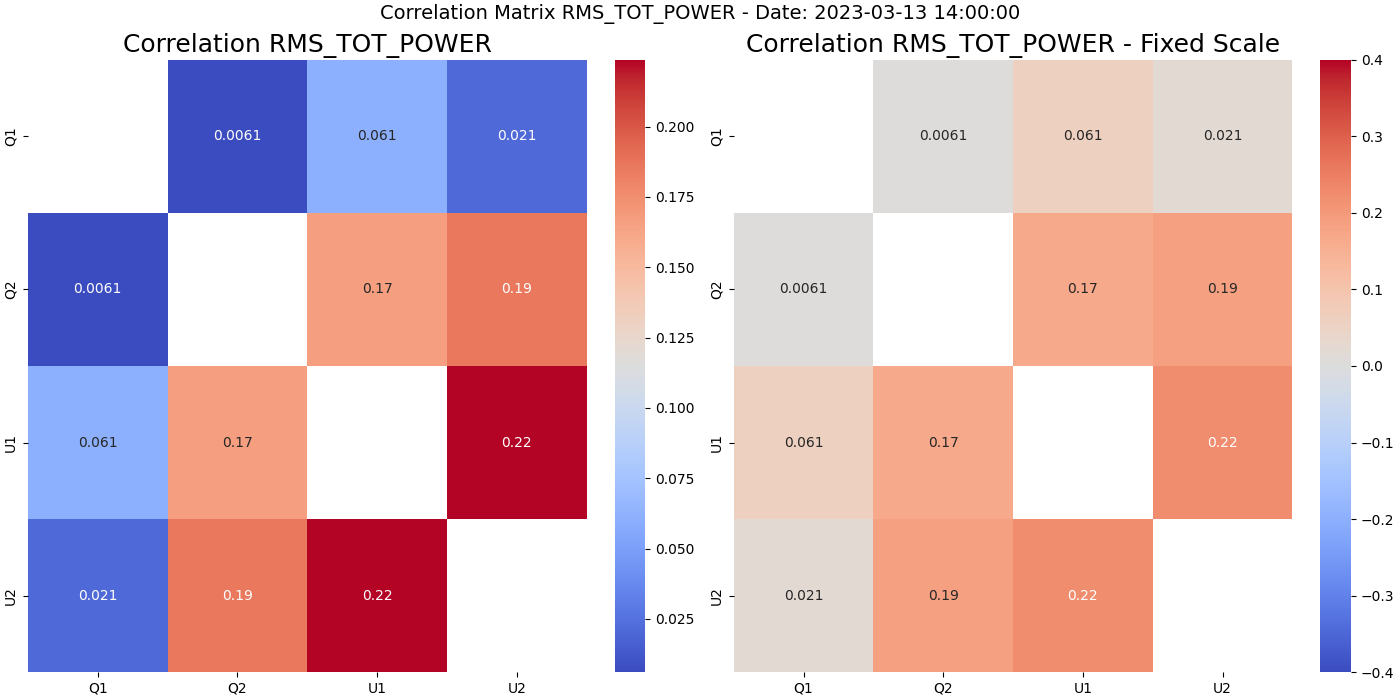 Correlation Matrix RMS_TOT_POWER - Date: 2023-03-13 14:00:00
Correlation RMS_TOT_POWER
Q1
0.0061
0.061
0.021
Q2
0.0061
0.17
0.19
U1
0.061
0.17
0.22
U2
0.021
0.19
0.22
Q1
Q2
U1
U2
0.200
0.175
0.150
0.125
0.100
0.075
0.050
0.025
Correlation RMS_TOT_POWER - Fixed Scale
Q1
0.0061
0.061
0.021
Q2
0.0061
0.17
0.19
U1
0.061
0.17
0.22
U2
0.021
0.19
0.22
Q1
Q2
U1
U2
0.4
0.3
0.2
0.1
0.0
−0.1
−0.2
−0.3
−0.4